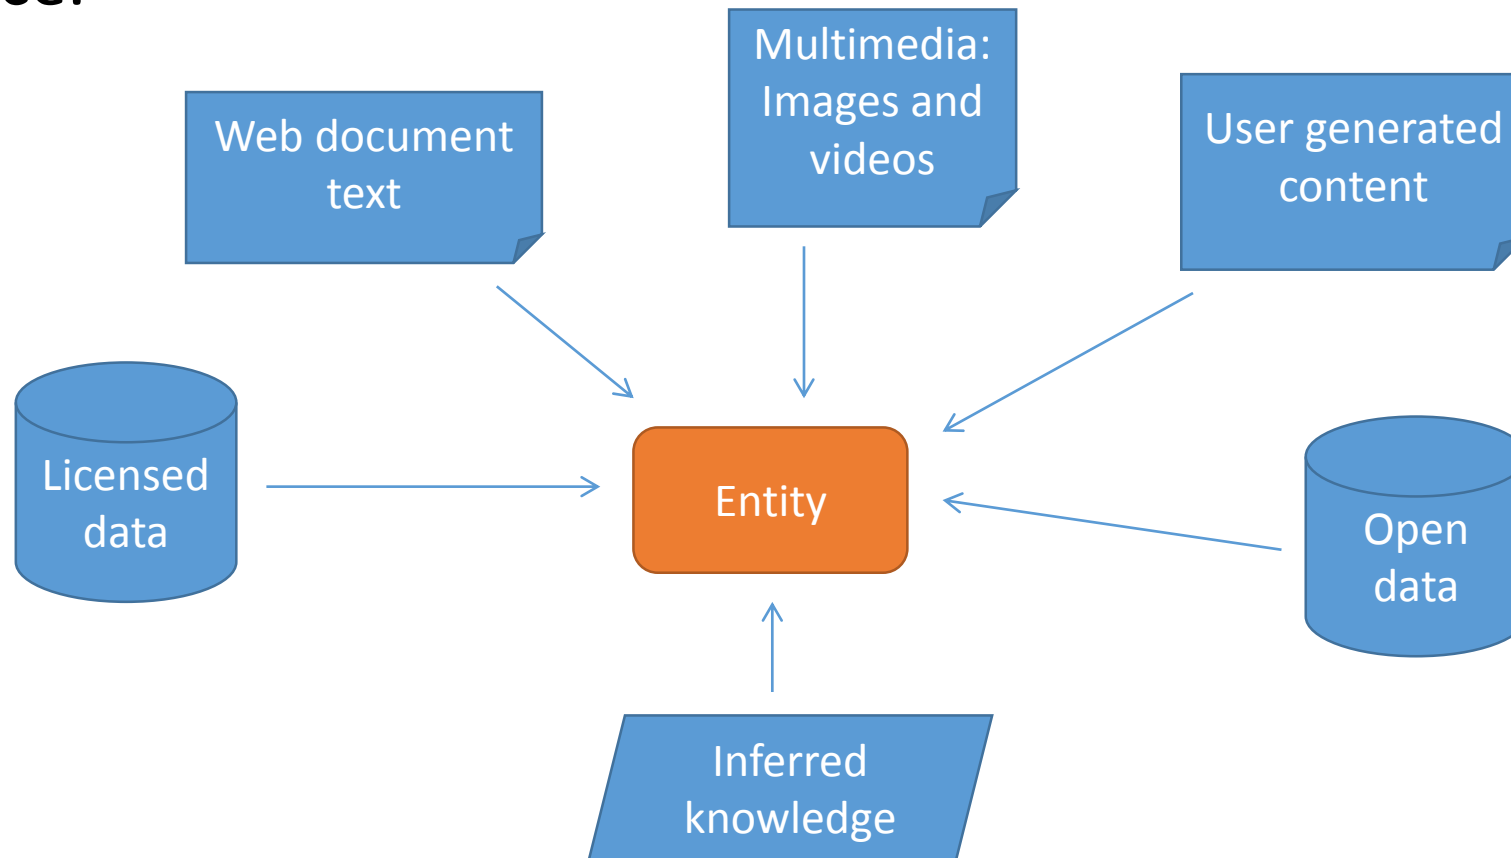 Multimedia:
Images and
videos
Web document
text
User generated
content
Licensed
data
Entity
Open
data
Inferred
knowledge